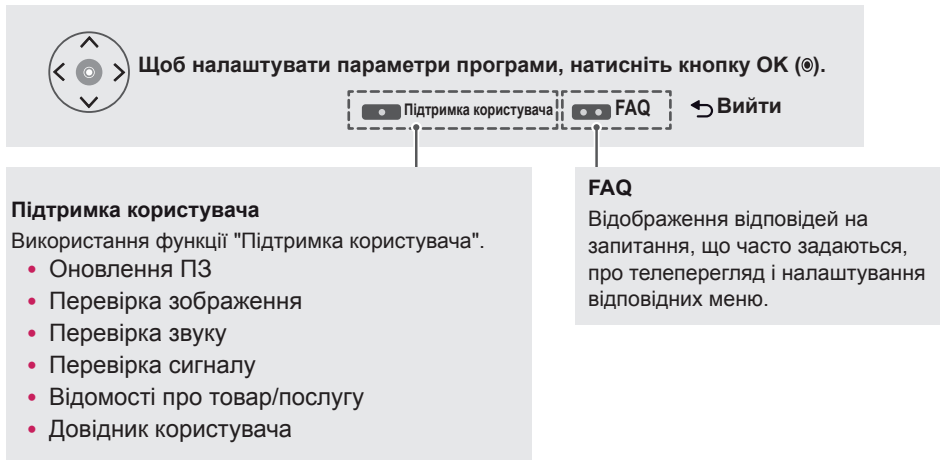 Щоб налаштувати параметри програми, натисніть кнопку OK (◉).
Підтримка користувача FAQ Вийти
Підтримка користувача
Використання функції "Підтримка користувача".
• Оновлення ПЗ
• Перевірка зображення
• Перевірка звуку
• Перевірка сигналу
• Відомості про товар/послугу
• Довідник користувача
FAQ
Відображення відповідей на
запитання, що часто задаються,
про телеперегляд і налаштування
відповідних меню.